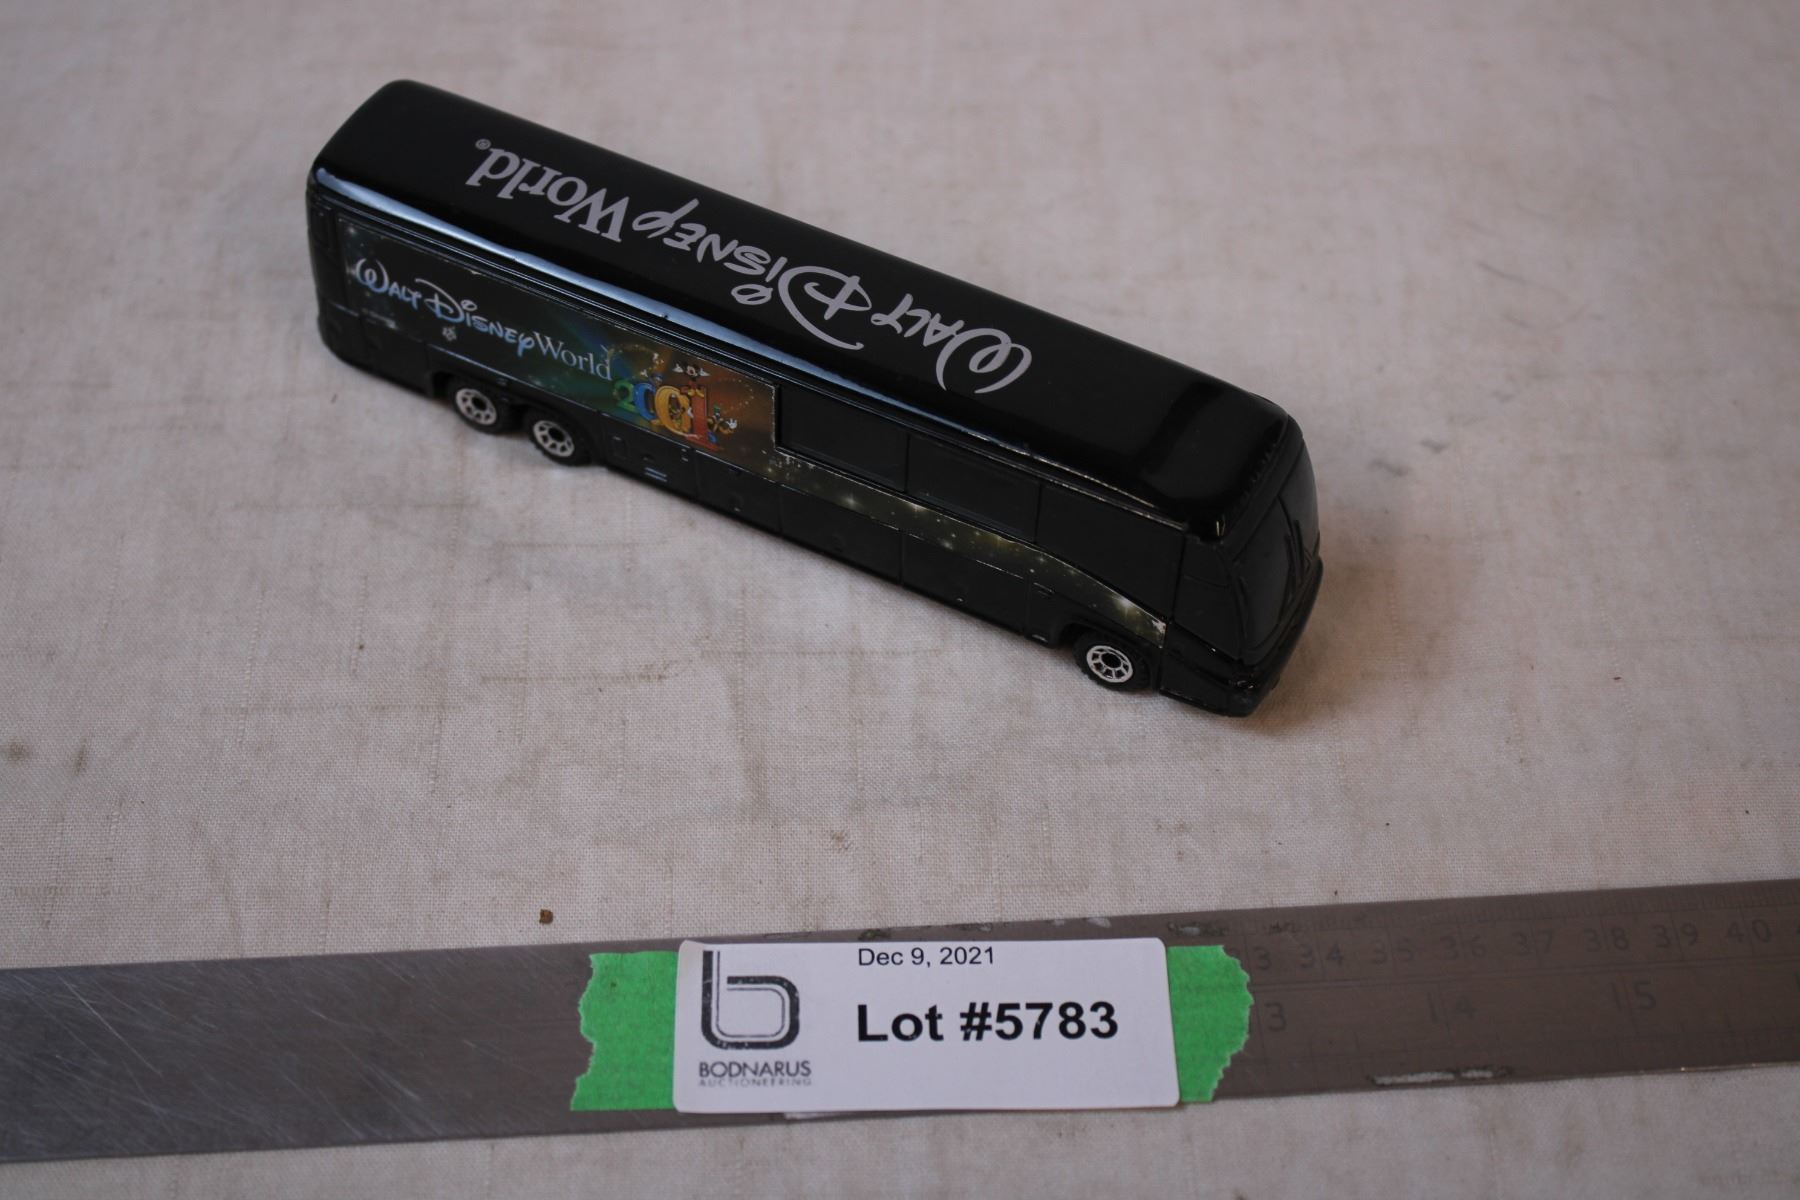 Walt Disney World®
Walt Disney World
2001
33 34 35 36 37 38 39 40
13 14 15
Dec 9, 2021
Lot #5783
b
BODNARUS
AUCTIONEERING